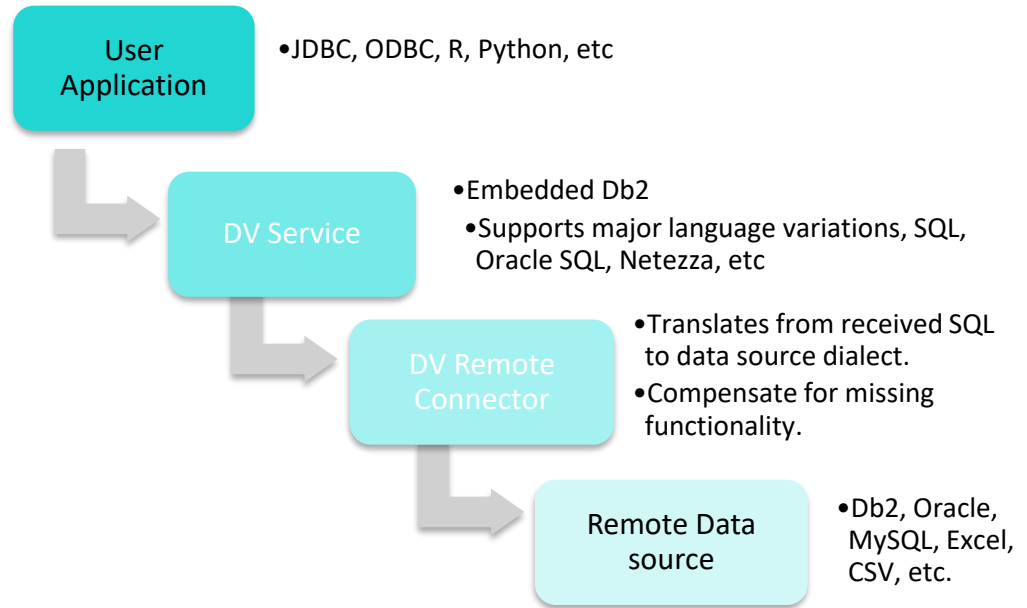 User
Application
•JDBC, ODBC, R, Python, etc
DV Service
•Embedded Db2
•Supports major language variations, SQL,
Oracle SQL, Netezza, etc
DV Remote
Connector
•Translates from received SQL
to data source dialect.
•Compensate for missing
functionality.
Remote Data
source
•Db2, Oracle,
MySQL, Excel,
CSV, etc.